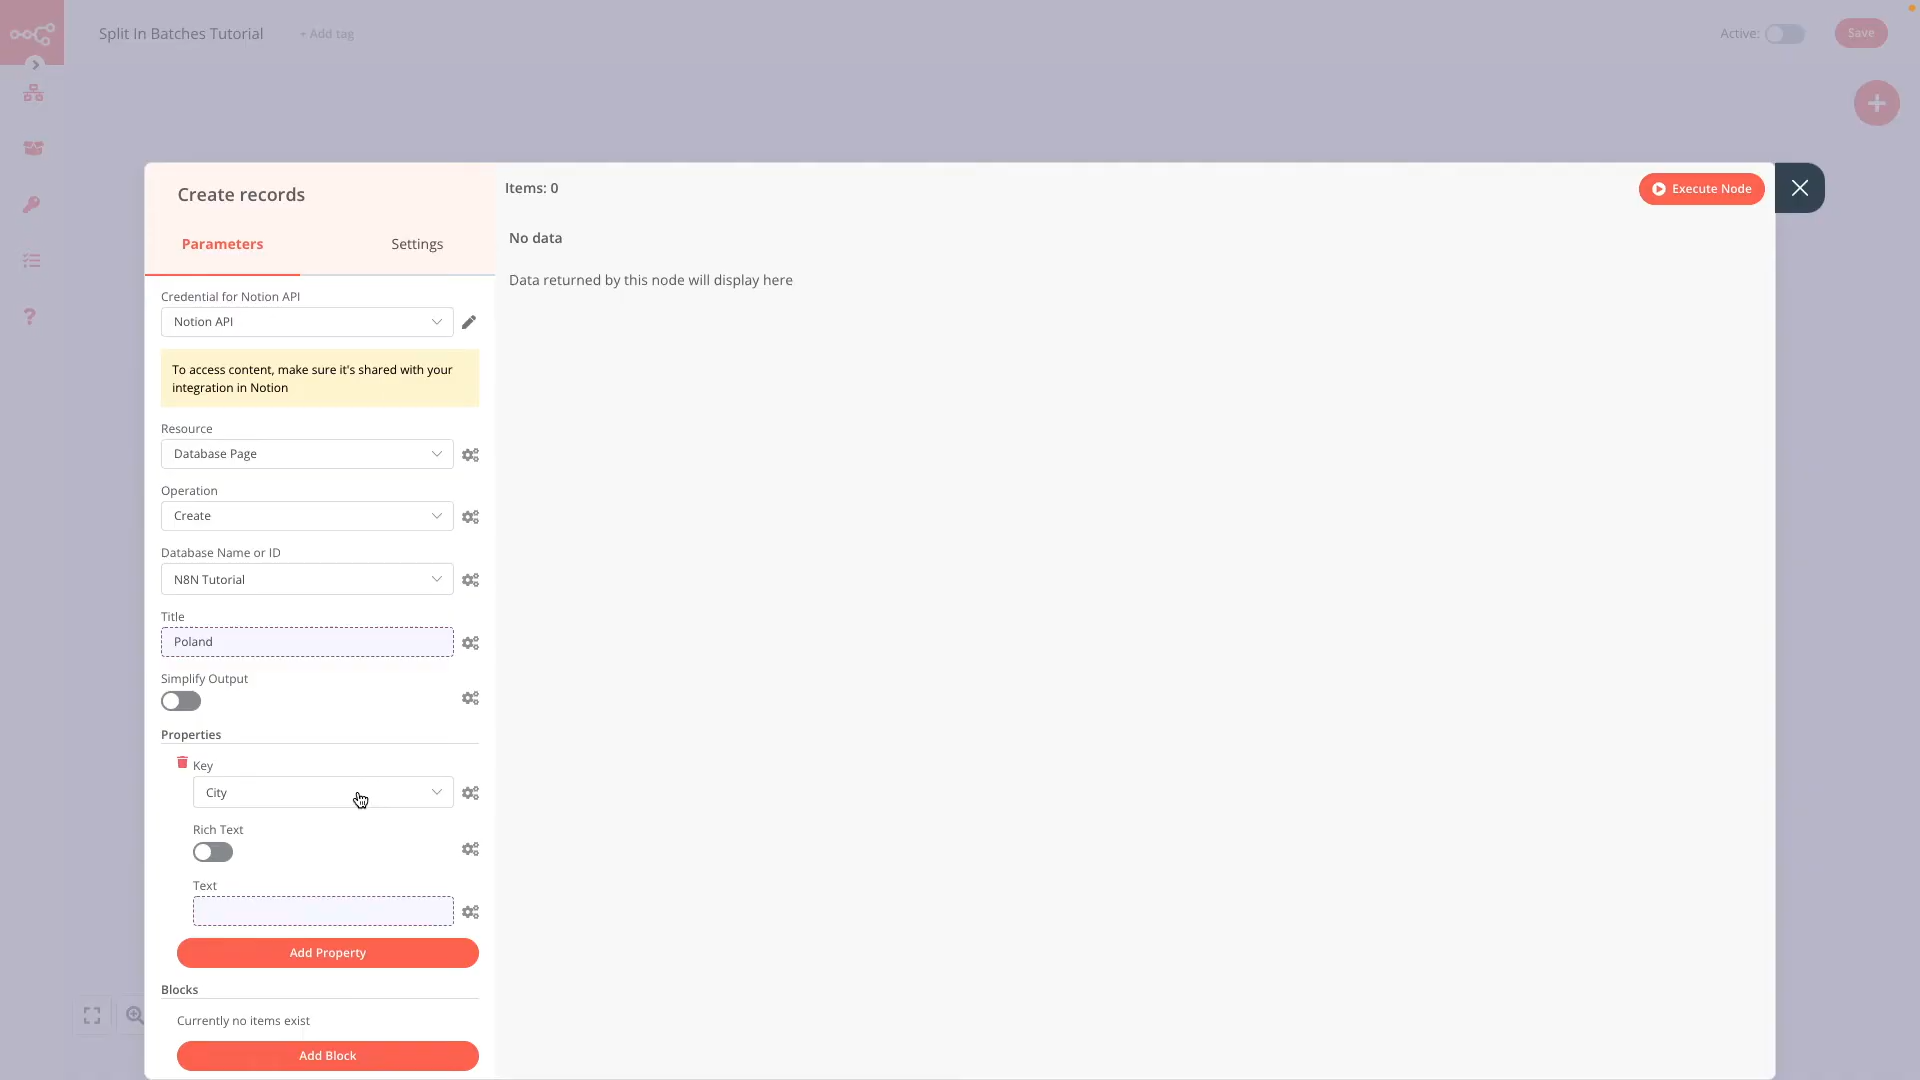 Split In Batches Tutorial
+ Add tag
Active:
Save
Create records
Items: 0
Execute Node
Parameters
Settings
No data
Data returned by this node will display here
Credential for Notion API
Notion API
To access content, make sure it's shared with your
integration in Notion
Resource
Database Page
Operation
Create
Database Name or ID
N8N Tutorial
Title
Poland
Simplify Output
Properties
Key
City
Rich Text
Text
Add Property
Blocks
Currently no items exist
Add Block